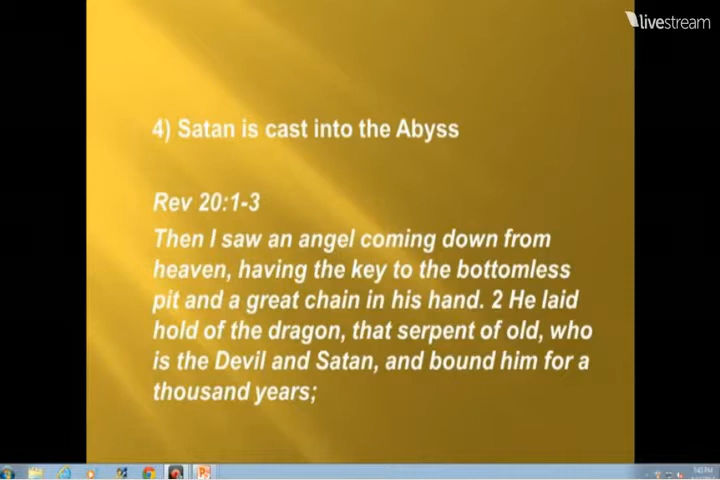 livestream
4) Satan is cast into the Abyss
Rev 20:1-3
Then I saw an angel coming down from
heaven, having the key to the bottomless
pit and a great chain in his hand. 2 He laid
hold of the dragon, that serpent of old, who
is the Devil and Satan, and bound him for a
thousand years;